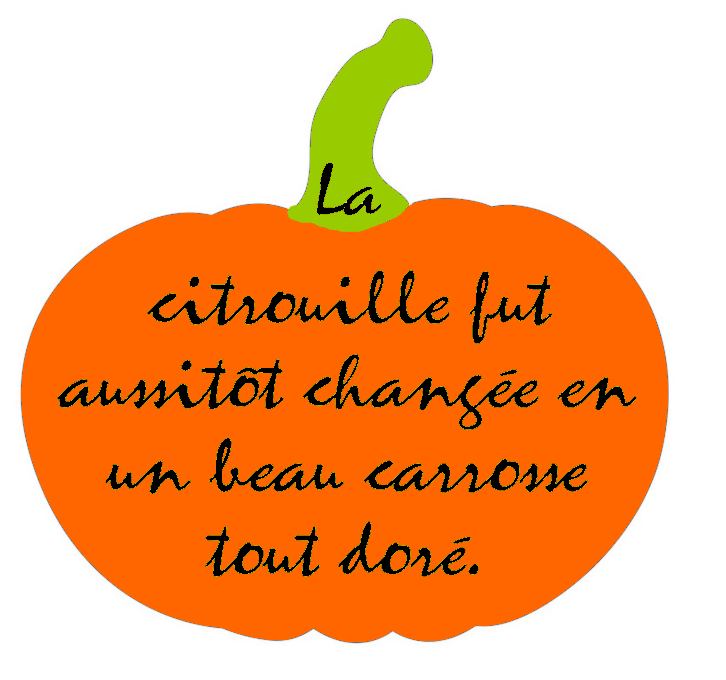 La
citrouille fut
aussitôt changée en
un beau carrosse
tout doré.